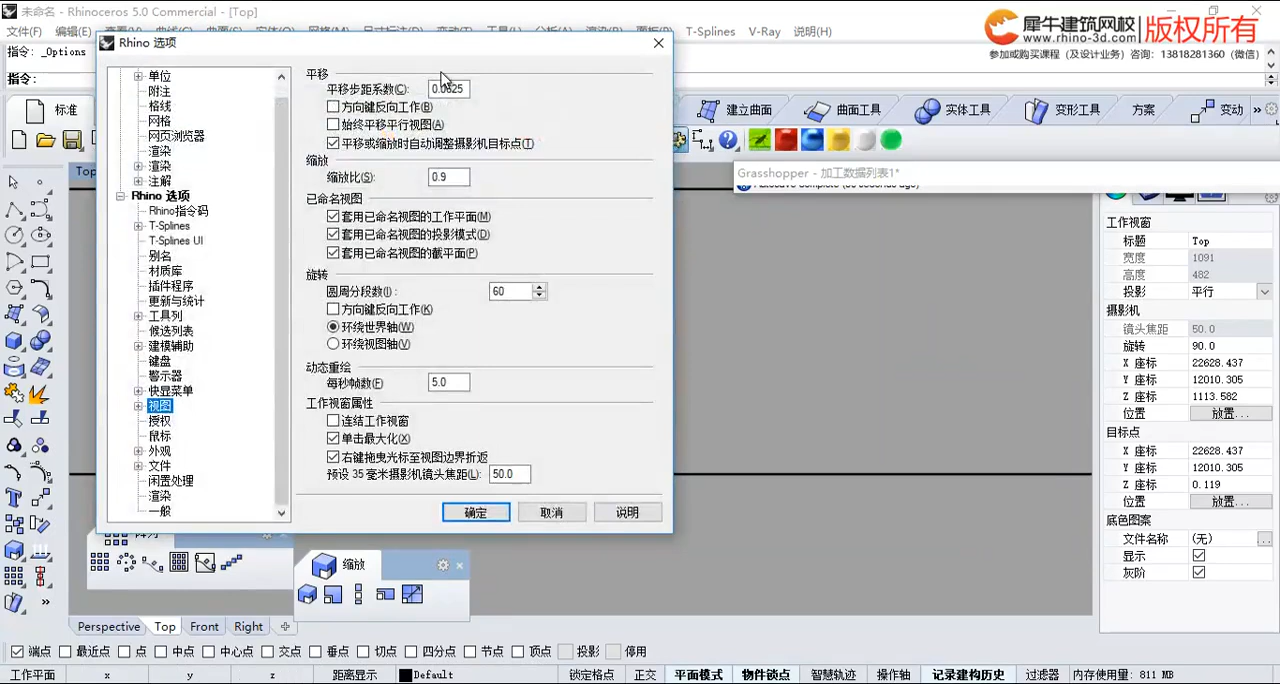 未命名 - Rhinoceros 5.0 Commercial - [Top]
文件(F) 编辑(E)
T-Splines V-Ray 说明(H)
犀牛建筑网校
www.rhino-3d.com
版权所有
参加或购买课程（及设计业务）咨询：13818281360（微信）
指令: _Options
指令:
标准
建立曲面
曲面工具
实体工具
变形工具
方案
变动
Top
Grasshopper - 加工数据列表1*
Rhino 选项
单位
附注
格线
网格
网页浏览器
渲染
渲染
注解
Rhino 选项
Rhino指令码
T-Splines
T-Splines UI
别名
材质库
插件程序
更新与统计
工具列
候选列表
建模辅助
键盘
警示器
快显菜单
视图
授权
鼠标
外观
文件
闲置处理
渲染
一般
平移
平移步距系数(C):
方向键反向工作(B)
始终平移平行视图(A)
平移或缩放时自动调整摄影机目标点(T)
缩放
缩放比(S): 0.9
已命名视图
套用已命名视图的工作平面(M)
套用已命名视图的投影模式(D)
套用已命名视图的截平面(P)
旋转
圆周分段数(I): 60
方向键反向工作(K)
环绕世界轴(W)
环绕视图轴(V)
动态重绘
每秒帧数(F) 5.0
工作视窗属性
连结工作视窗
单击最大化(X)
右键拖曳光标至视图边界折返
预设 35 毫米摄影机镜头焦距(L): 50.0
确定 取消 说明
缩放
工作视窗
标题 Top
宽度 1091
高度 482
投影 平行
摄影机
镜头焦距 50.0
旋转 90.0
X 座标 22628.437
Y 座标 12010.305
Z 座标 1113.582
位置 放置...
目标点
X 座标 22628.437
Y 座标 12010.305
Z 座标 0.119
位置 放置...
底色图案
文件名称 (无) ...
显示
灰阶
Perspective Top Front Right
端点 最近点 点 中点 中心点 交点 垂点 切点 四分点 节点 顶点 投影 停用
工作平面 x y z 距离显示 Default 锁定格点 正交 平面模式 物件锁点 智慧轨迹 操作轴 记录建构历史 过滤器 内存使用量: 811 MB